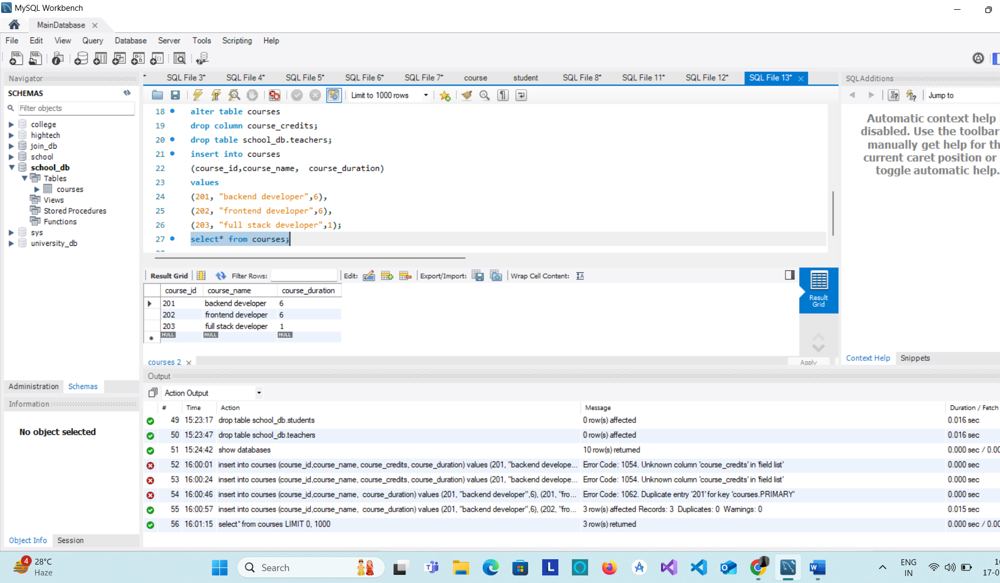 MySQL Workbench
MainDatabase
File Edit View Query Database Server Tools Scripting Help
Navigator
SCHEMAS
Filter objects
college
hightech
join_db
school
school_db
Tables
courses
Views
Stored Procedures
Functions
sys
university_db
Administration Schemas
Information
No object selected
Object Info Session
* SQL File 3* SQL File 4* SQL File 5* SQL File 6* SQL File 7* course student SQL File 8* SQL File 11* SQL File 12* SQL File 13*
Limit to 1000 rows
18 alter table courses
19 drop column course_credits;
20 drop table school_db.teachers;
21 insert into courses
22 (course_id,course_name, course_duration)
23 values
24 (201, "backend developer",6),
25 (202, "frontend developer",6),
26 (203, "full stack developer",1);
27 select* from courses;
Result Grid Filter Rows: Edit: Export/Import: Wrap Cell Content:
course_id course_name course_duration
201 backend developer 6
202 frontend developer 6
203 full stack developer 1
NULL NULL NULL
Result
Grid
courses 2
Apply
SQLAdditions
Jump to
Automatic context help
disabled. Use the toolbar
manually get help for th
current caret position or
toggle automatic help.
Context Help Snippets
Output
Action Output
# Time Action Message Duration / Fetch
49 15:23:17 drop table school_db.students 0 row(s) affected 0.016 sec
50 15:23:47 drop table school_db.teachers 0 row(s) affected 0.016 sec
51 15:24:42 show databases 10 row(s) returned 0.000 sec / 0.00
52 16:00:01 insert into courses (course_id,course_name, course_credits, course_duration) values (201, "backend develope... Error Code: 1054. Unknown column 'course_credits' in 'field list' 0.000 sec
53 16:00:24 insert into courses (course_id,course_name, course_credits, course_duration) values (201, "backend develope... Error Code: 1054. Unknown column 'course_credits' in 'field list' 0.000 sec
54 16:00:46 insert into courses (course_id,course_name, course_duration) values (201, "backend developer",6), (201, "fro... Error Code: 1062. Duplicate entry '201' for key 'courses.PRIMARY' 0.000 sec
55 16:00:57 insert into courses (course_id,course_name, course_duration) values (201, "backend developer",6), (202, "fro... 3 row(s) affected Records: 3 Duplicates: 0 Warnings: 0 0.015 sec
56 16:01:15 select* from courses LIMIT 0, 1000 3 row(s) returned 0.000 sec / 0.00
4
28°C
Haze
Search
ENG
IN
17-0